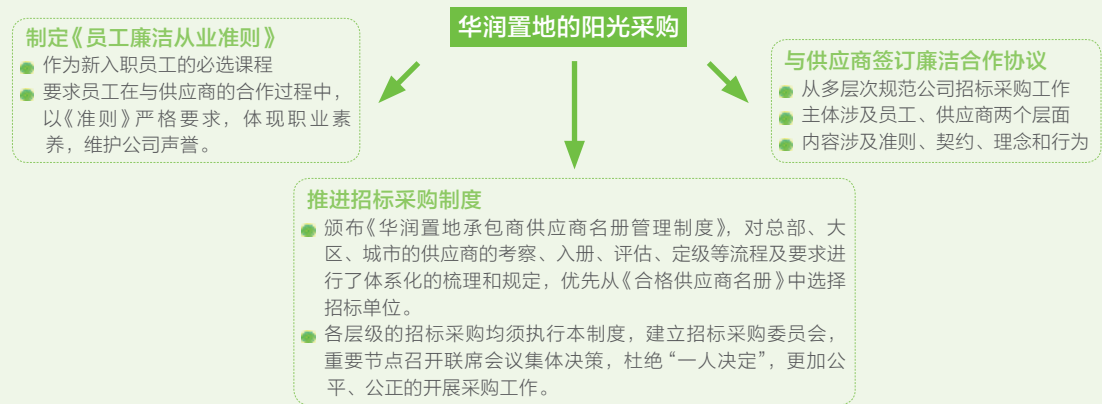 华润置地的阳光采购
制定《员工廉洁从业准则》
作为新入职员工的必选课程
要求员工在与供应商的合作过程中，
以《准则》严格要求，体现职业素
养，维护公司声誉。
与供应商签订廉洁合作协议
从多层次规范公司招标采购工作
主体涉及员工、供应商两个层面
内容涉及准则、契约、理念和行为
推进招标采购制度
颁布《华润置地承包商供应商名册管理制度》，对总部、大
区、城市的供应商的考察、入册、评估、定级等流程及要求进
行了体系化的梳理和规定，优先从《合格供应商名册》中选择
招标单位。
各层级的招标采购均须执行本制度，建立招标采购委员会，
重要节点召开联席会议集体决策，杜绝“一人决定”，更加公
平、公正的开展采购工作。